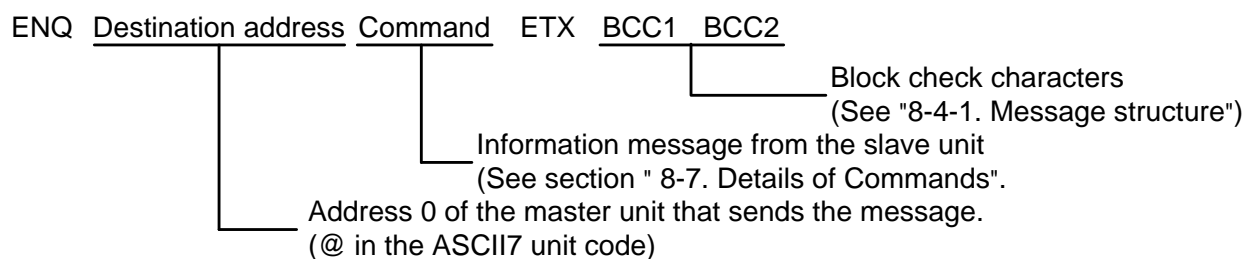 ENQ Destination address Command ETX BCC1 BCC2
Block check characters
(See "8-4-1. Message structure")
Information message from the slave unit
(See section " 8-7. Details of Commands".
Address 0 of the master unit that sends the message.
(@ in the ASCII7 unit code)